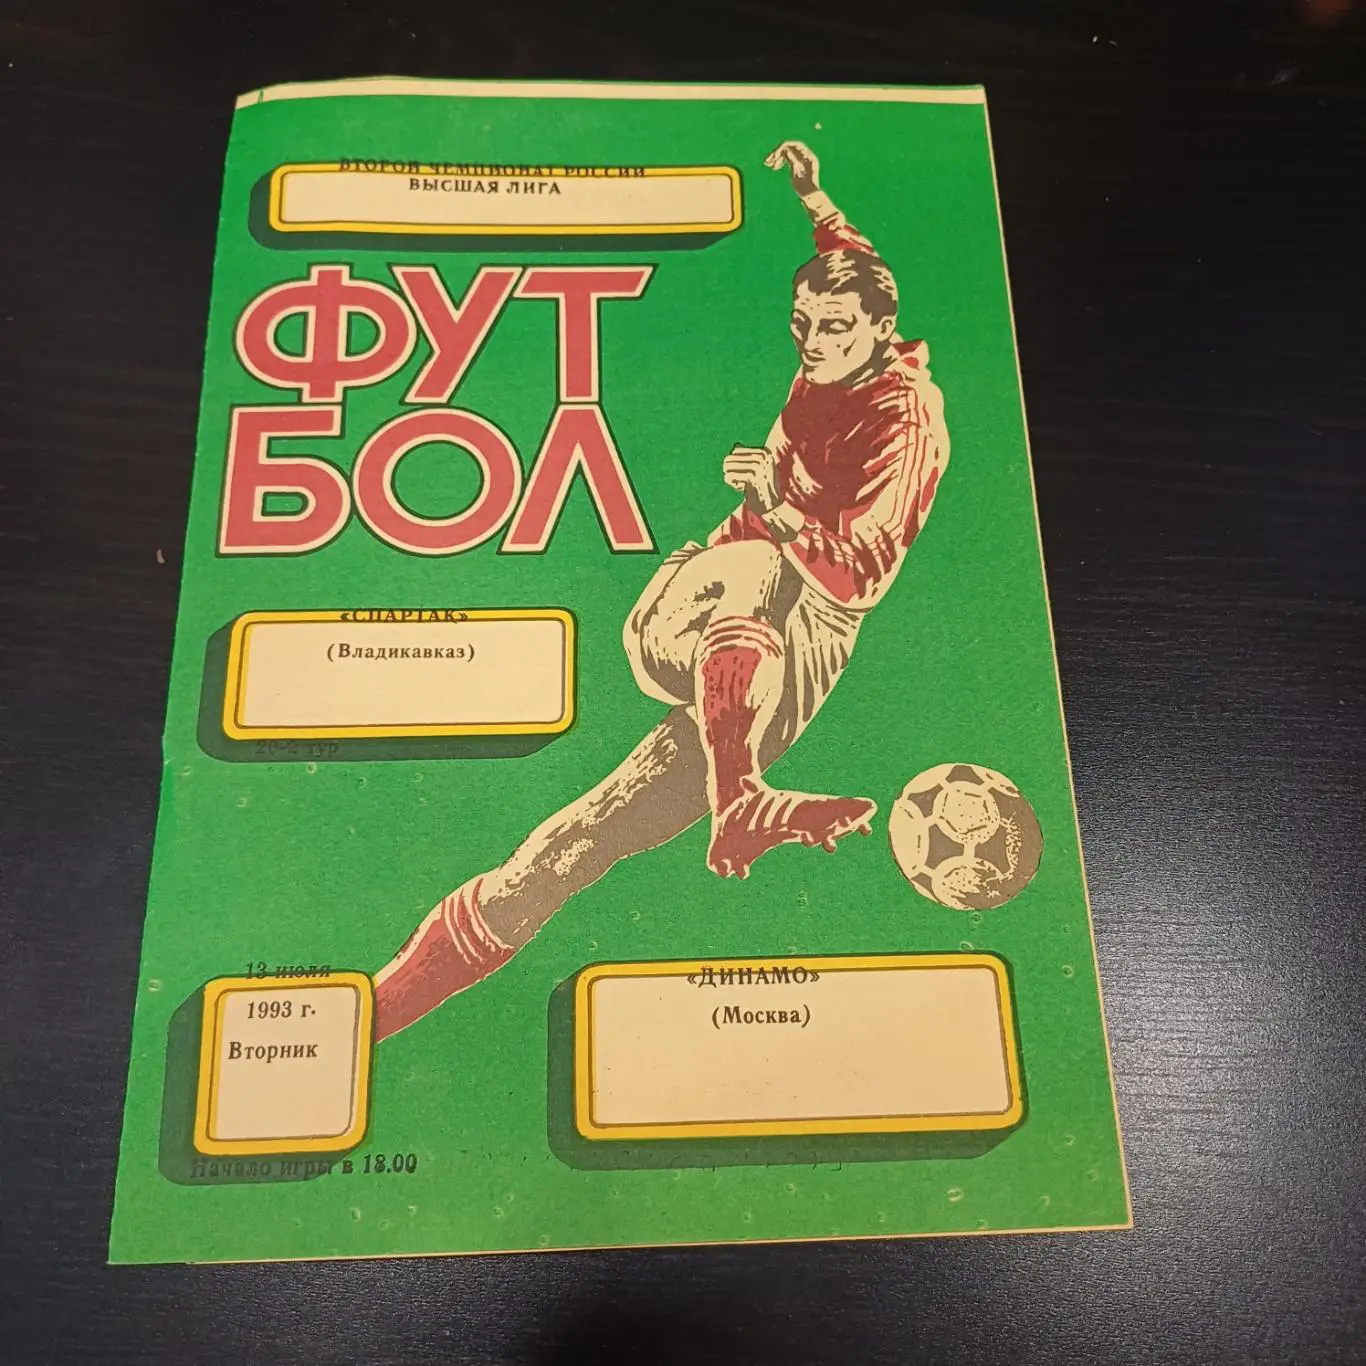 ВТОРОЙ ЧЕМПИОНАТ РОССИИ
ВЫСШАЯ ЛИГА
ФУТ
БОЛ
«СПАРТАК»
(Владикавказ)
тур
13 июля
1993 г.
Вторник
Начало игры в 18.00
«ДИНАМО»
(Москва)